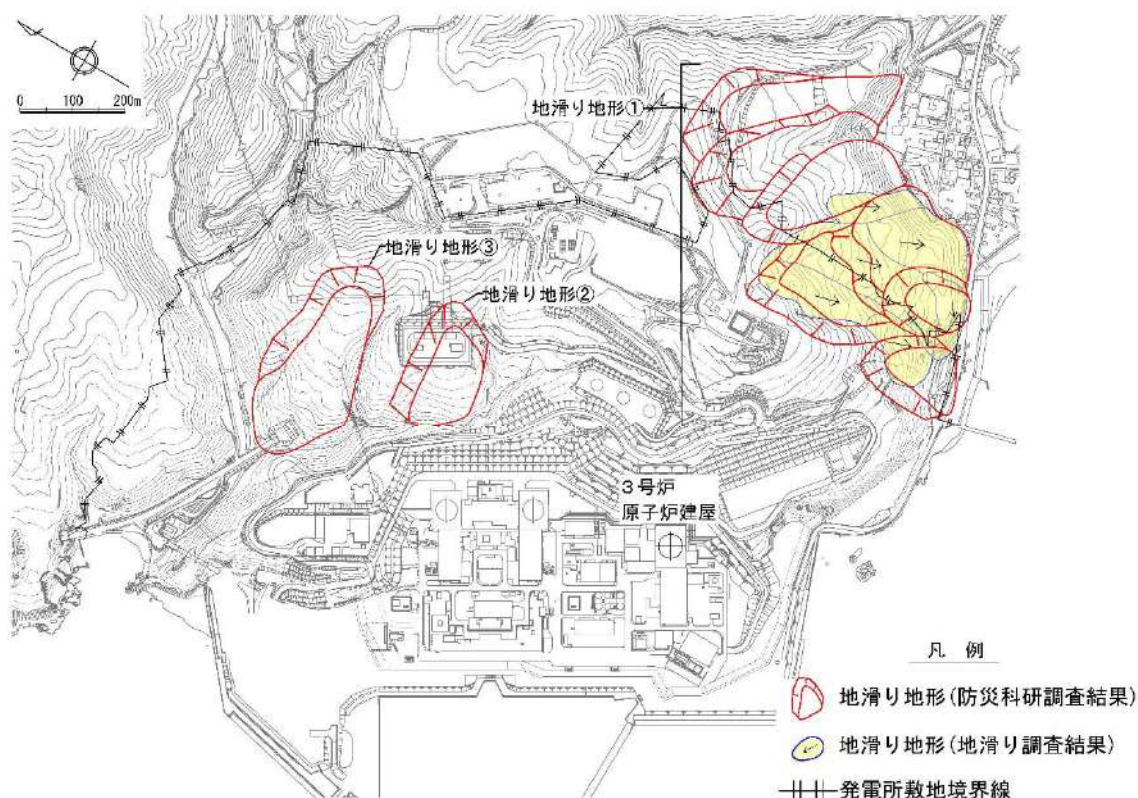 0 100 200m
地滑り地形①
地滑り地形③
地滑り地形②
3号炉
原子炉建屋
凡 例
地滑り地形(防災科研調査結果)
地滑り地形(地滑り調査結果)
発電所敷地境界線